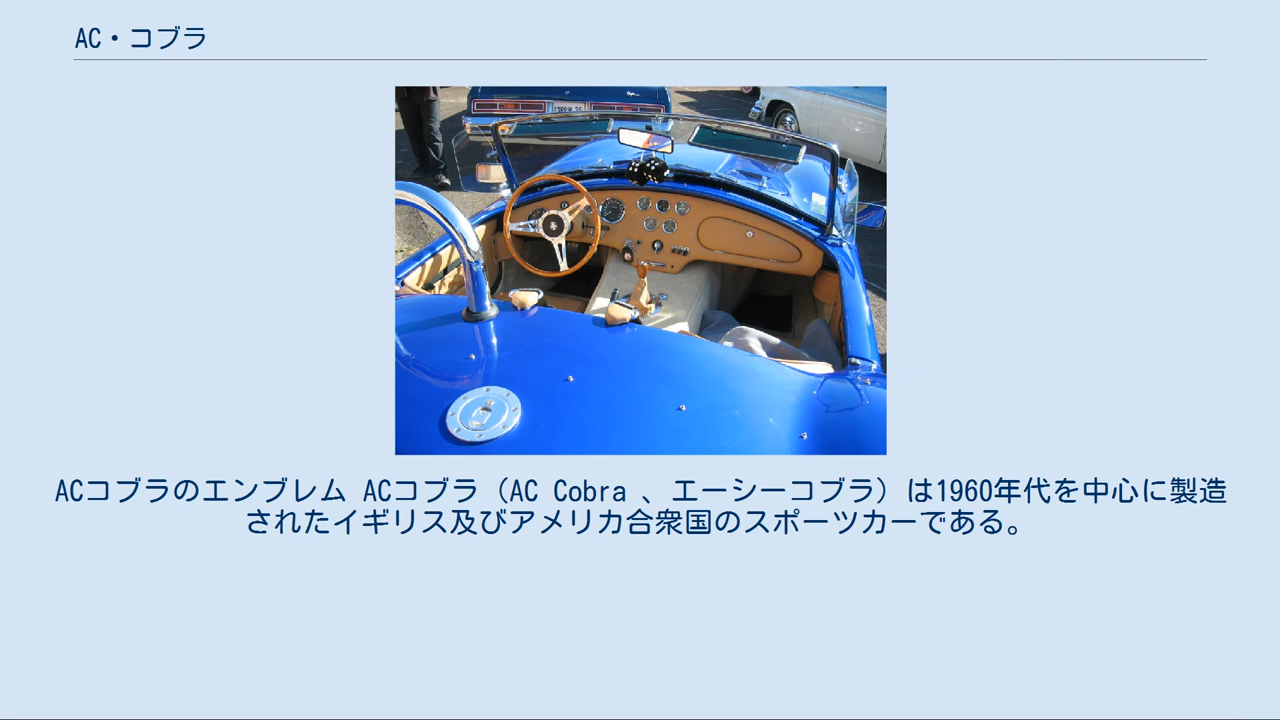 AC・コブラ
ACコブラのエンブレム ACコブラ（AC Cobra 、エーシーコブラ）は1960年代を中心に製造
されたイギリス及びアメリカ合衆国のスポーツカーである。